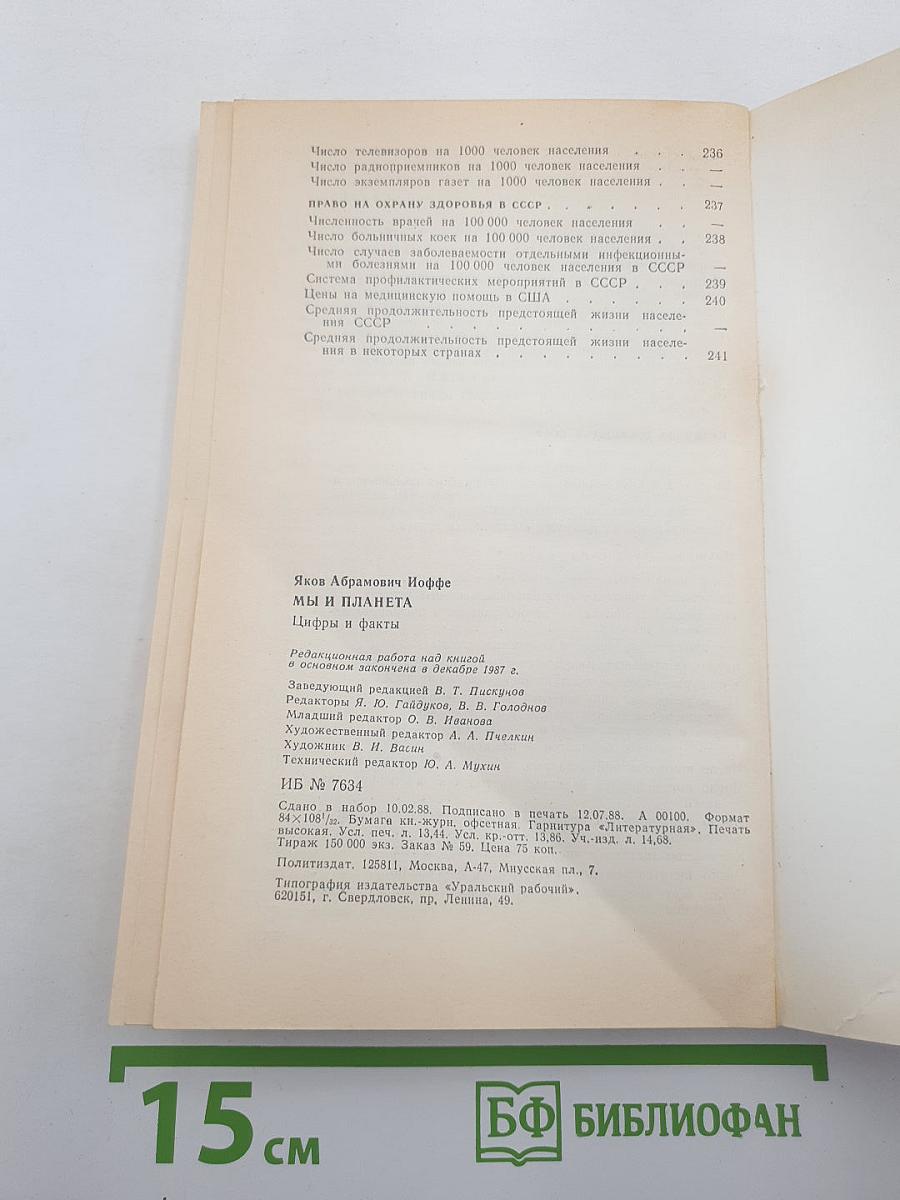 Число телевизоров на 1000 человек населения . . . 236
Число радиоприемников на 1000 человек населения . . —
Число экземпляров газет на 1000 человек населения . . —
ПРАВО НА ОХРАНУ ЗДОРОВЬЯ В СССР . . . . . . . 237
Численность врачей на 100 000 человек населения . . —
Число больничных коек на 100 000 человек населения . . 238
Число случаев заболеваемости отдельными инфекционны-
ми болезнями на 100 000 человек населения в СССР —
Система профилактических мероприятий в СССР . . . 239
Цены на медицинскую помощь в США . . . . . . 240
Средняя продолжительность предстоящей жизни населе-
ния СССР . . . . . . . . . . —
Средняя продолжительность предстоящей жизни населе-
ния в некоторых странах . . . . . . . . . 241
Яков Абрамович Иоффе
МЫ И ПЛАНЕТА
Цифры и факты
Редакционная работа над книгой
в основном закончена в декабре 1987 г.
Заведующий редакцией В. Т. Пискунов
Редакторы Я. Ю. Гайдуков, В. В. Голоднов
Младший редактор О. В. Иванова
Художественный редактор А. А. Пчелкин
Художник В. И. Васин
Технический редактор Ю. А. Мухин
ИБ № 7634
Сдано в набор 10.02.88. Подписано в печать 12.07.88. А 00100. Формат
84×108¹/₃₂. Бумага кн.-журн. офсетная. Гарнитура «Литературная». Печать
высокая. Усл. печ. л. 13,44. Усл. кр.-отт. 13,86. Уч.-изд. л. 14,68.
Тираж 150 000 экз. Заказ № 59. Цена 75 коп.
Политиздат. 125811, Москва, А-47, Миусская пл., 7.
Типография издательства «Уральский рабочий».
620151, г. Свердловск, пр. Ленина, 49.
15 см
БФ БИБЛИОФАН